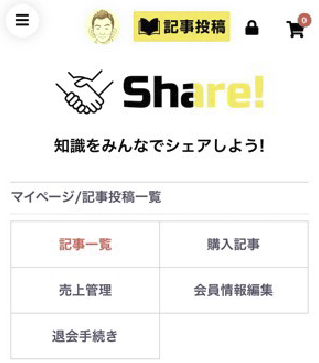 記事投稿
0
Share!
知識をみんなでシェアしよう!
マイページ/記事投稿一覧
記事一覧 購入記事
売上管理 会員情報編集
退会手続き